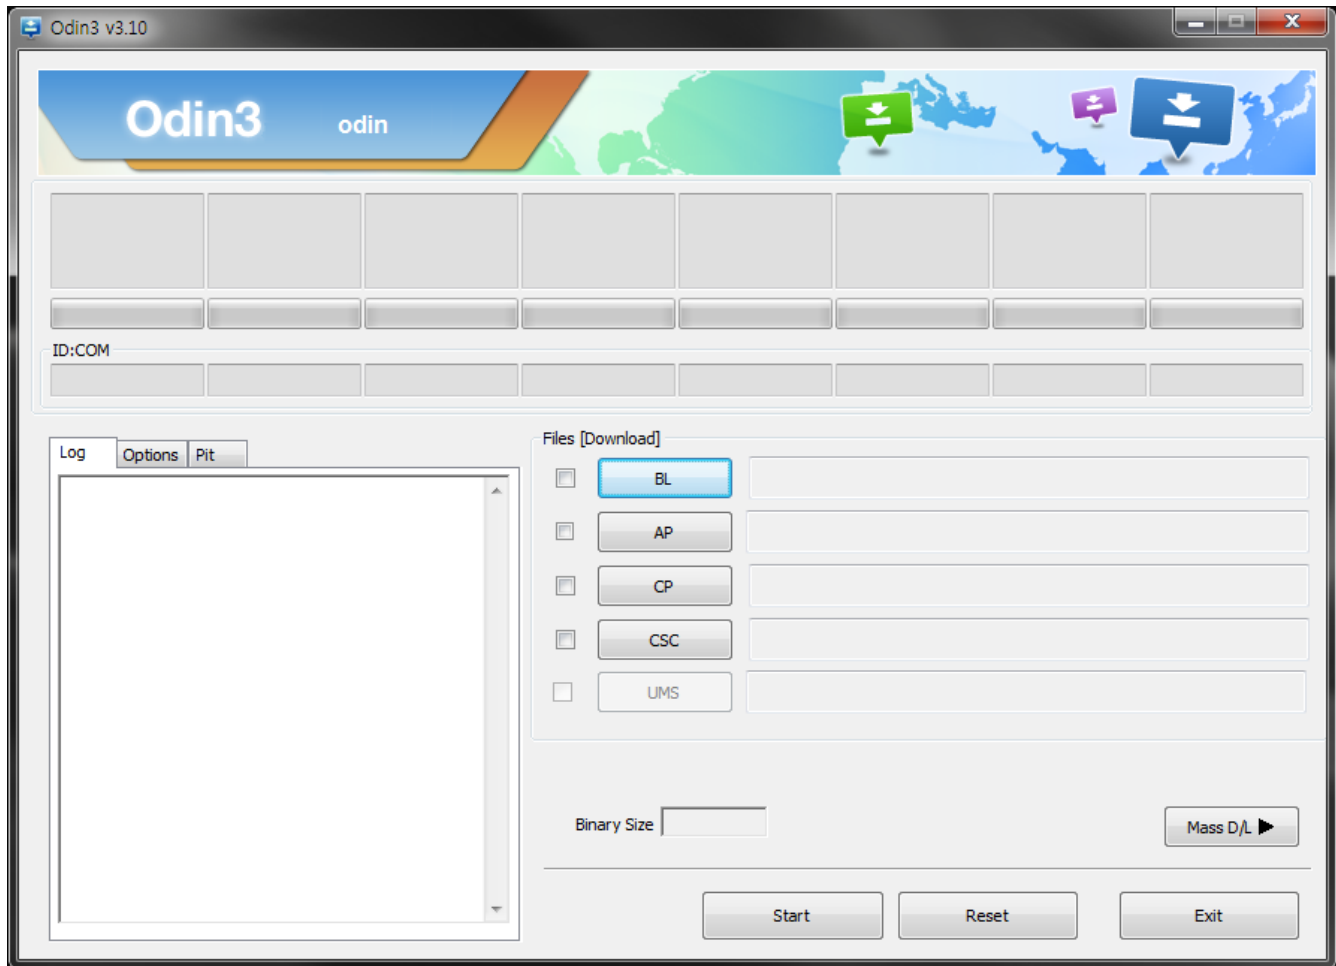 Odin3 v3.10
Odin3 odin
ID:COM
Log Options Pit
Files [Download]
BL
AP
CP
CSC
UMS
Binary Size
Mass D/L
Start Reset Exit